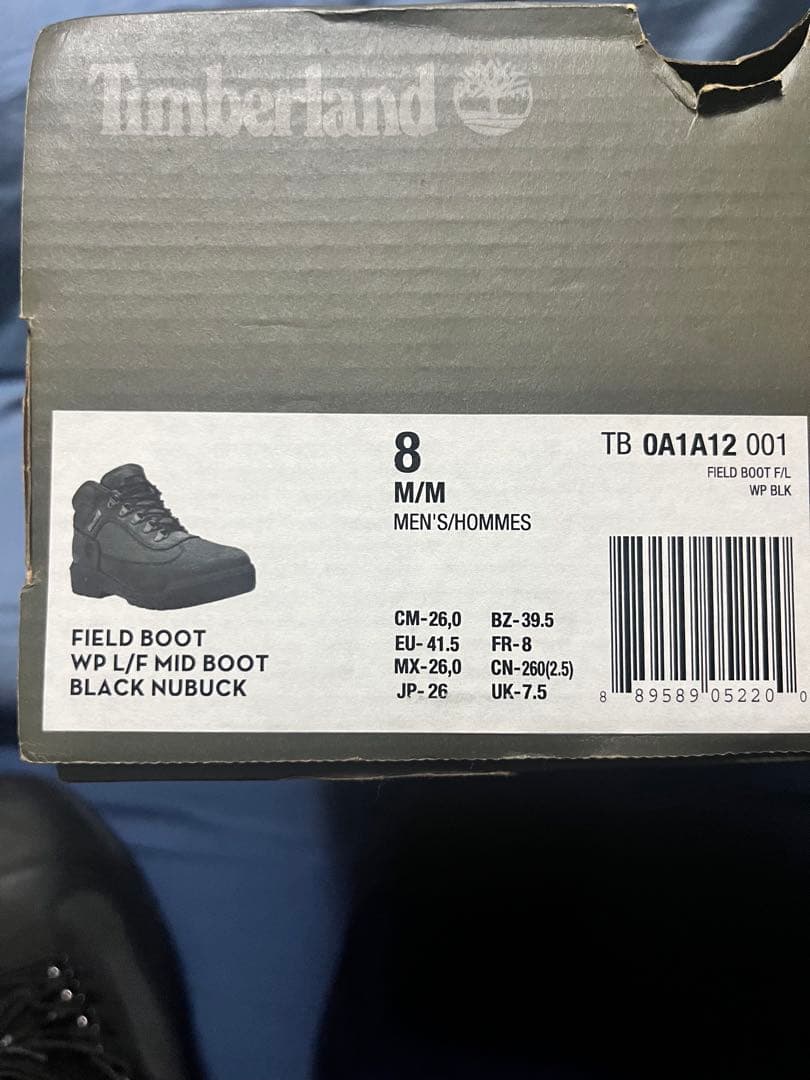 Timberland
8
M/M
MEN'S/HOMMES
TB 0A1A12 001
FIELD BOOT F/L
WP BLK
FIELD BOOT
WP L/F MID BOOT
BLACK NUBUCK
CM-26,0 BZ-39.5
EU-41.5 FR-8
MX-26,0 CN-260(2.5)
JP-26 UK-7.5
8 89589 05220 0